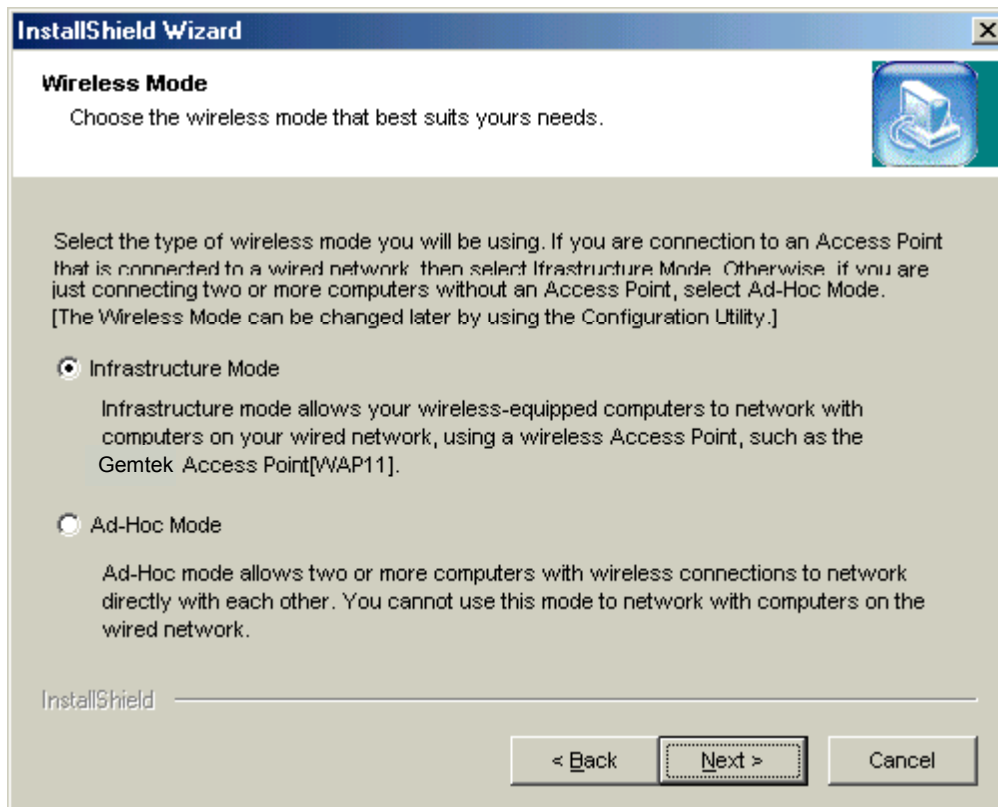 InstallShield Wizard
Wireless Mode
Choose the wireless mode that best suits yours needs.
Select the type of wireless mode you will be using. If you are connection to an Access Point
that is connected to a wired network, then select Ifrastructure Mode. Otherwise, if you are
just connecting two or more computers without an Access Point, select Ad-Hoc Mode.
[The Wireless Mode can be changed later by using the Configuration Utility.]
Infrastructure Mode
Infrastructure mode allows your wireless-equipped computers to network with
computers on your wired network, using a wireless Access Point, such as the
Gemtek Access Point[WAP11].
Ad-Hoc Mode
Ad-Hoc mode allows two or more computers with wireless connections to network
directly with each other. You cannot use this mode to network with computers on the
wired network.
InstallShield
< Back Next > Cancel